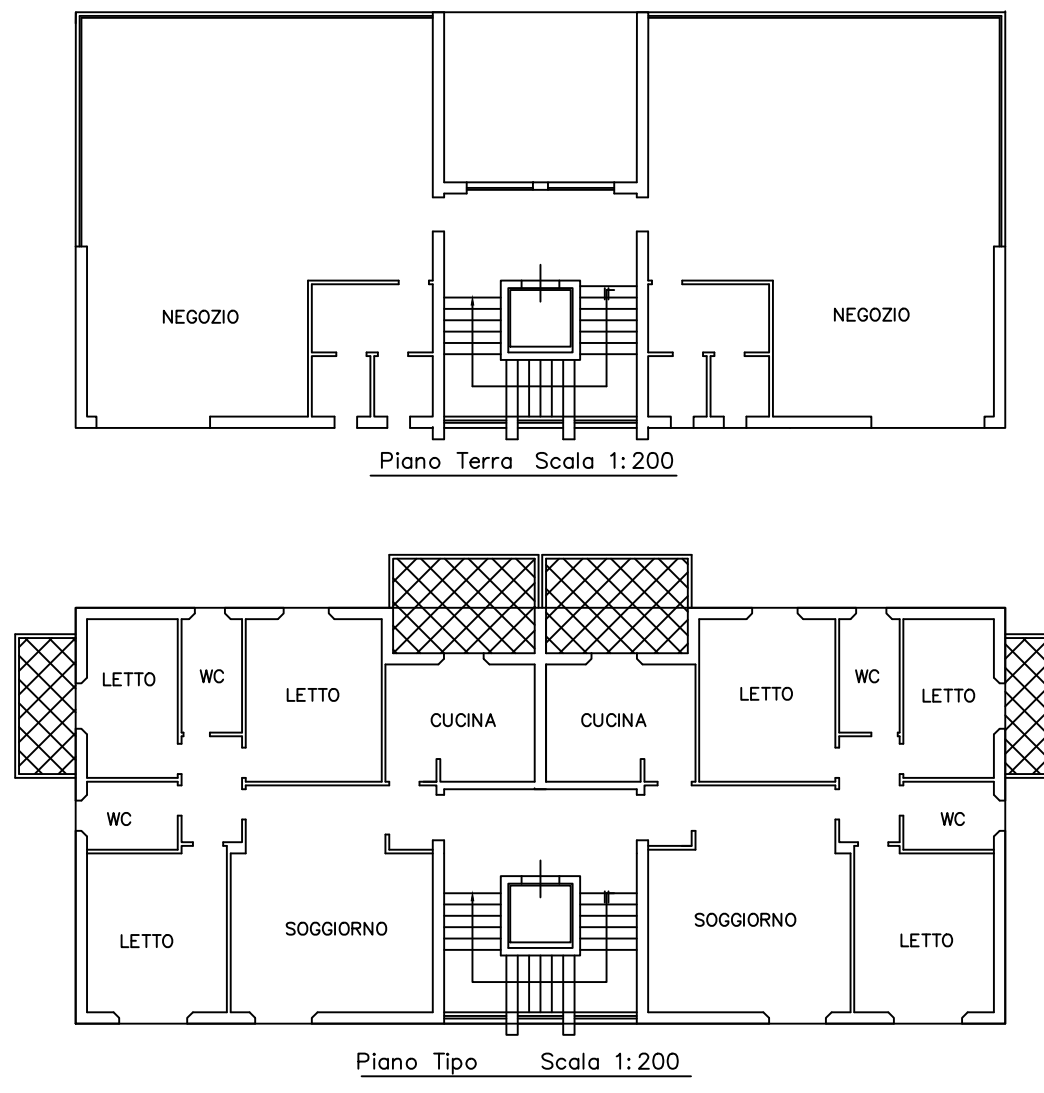 NEGOZIO
NEGOZIO
Piano Terra Scala 1:200
LETTO
WC
LETTO
CUCINA
CUCINA
LETTO
WC
LETTO
WC
WC
LETTO
SOGGIORNO
SOGGIORNO
LETTO
Piano Tipo Scala 1:200